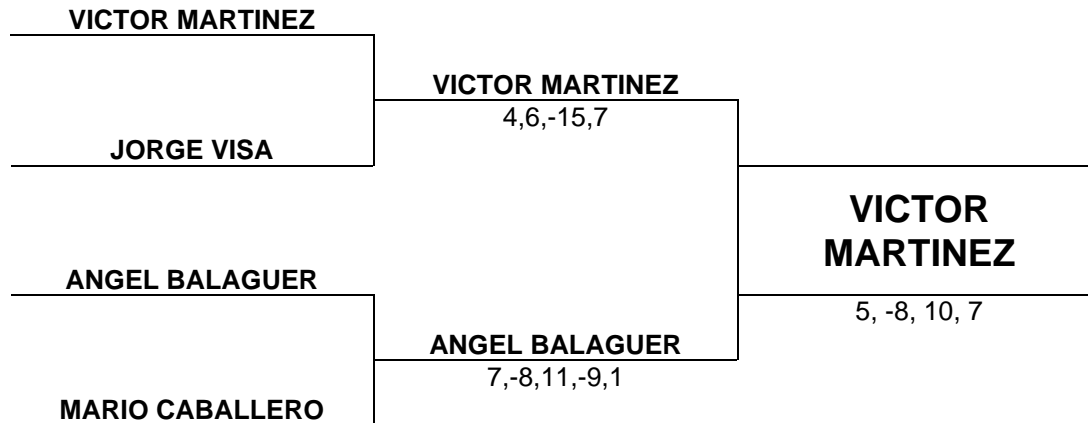 VICTOR MARTINEZ
VICTOR MARTINEZ
4,6,-15,7
JORGE VISA
VICTOR
MARTINEZ
ANGEL BALAGUER
5, -8, 10, 7
ANGEL BALAGUER
7,-8,11,-9,1
MARIO CABALLERO